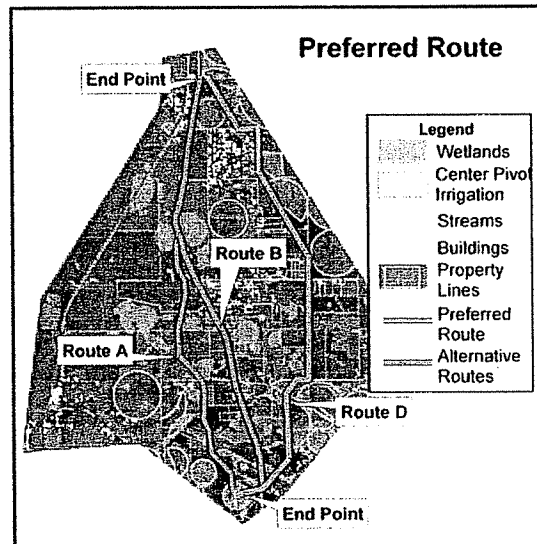 Preferred Route
End Point
Legend
Wetlands
Center Pivot
Irrigation
Streams
Buildings
Property
Lines
Preferred
Route
Alternative
Routes
Route B
Route A
Route D
End Point